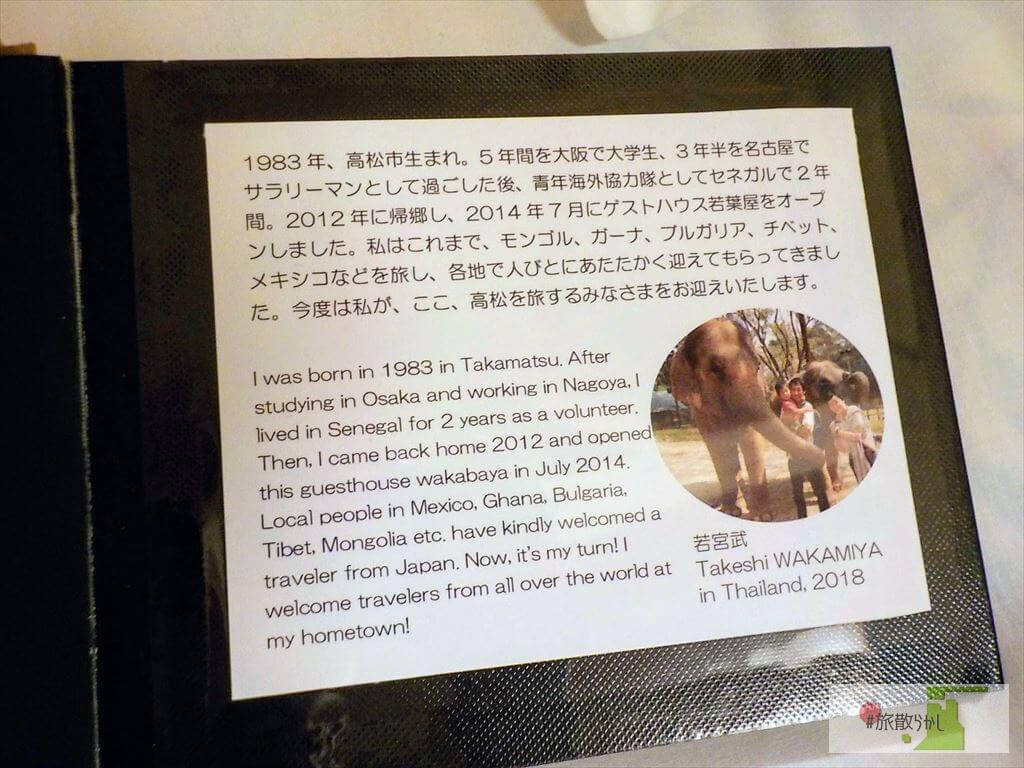 1983年、高松市生まれ。5年間を大阪で大学生、3年半を名古屋で
サラリーマンとして過ごした後、青年海外協力隊としてセネガルで2年
間。2012年に帰郷し、2014年7月にゲストハウス若葉屋をオープ
ンしました。私はこれまで、モンゴル、ガーナ、ブルガリア、チベット、
メキシコなどを旅し、各地で人びとにあたたかく迎えてもらってきまし
た。今度は私が、ここ、高松を旅するみなさまをお迎えいたします。
I was born in 1983 in Takamatsu. After
studying in Osaka and working in Nagoya, I
lived in Senegal for 2 years as a volunteer.
Then, I came back home 2012 and opened
this guesthouse wakabaya in July 2014.
Local people in Mexico, Ghana, Bulgaria,
Tibet, Mongolia etc. have kindly welcomed a
traveler from Japan. Now, it's my turn! I
welcome travelers from all over the world at
my hometown!
若宮武
Takeshi WAKAMIYA
in Thailand, 2018
#旅散らかし